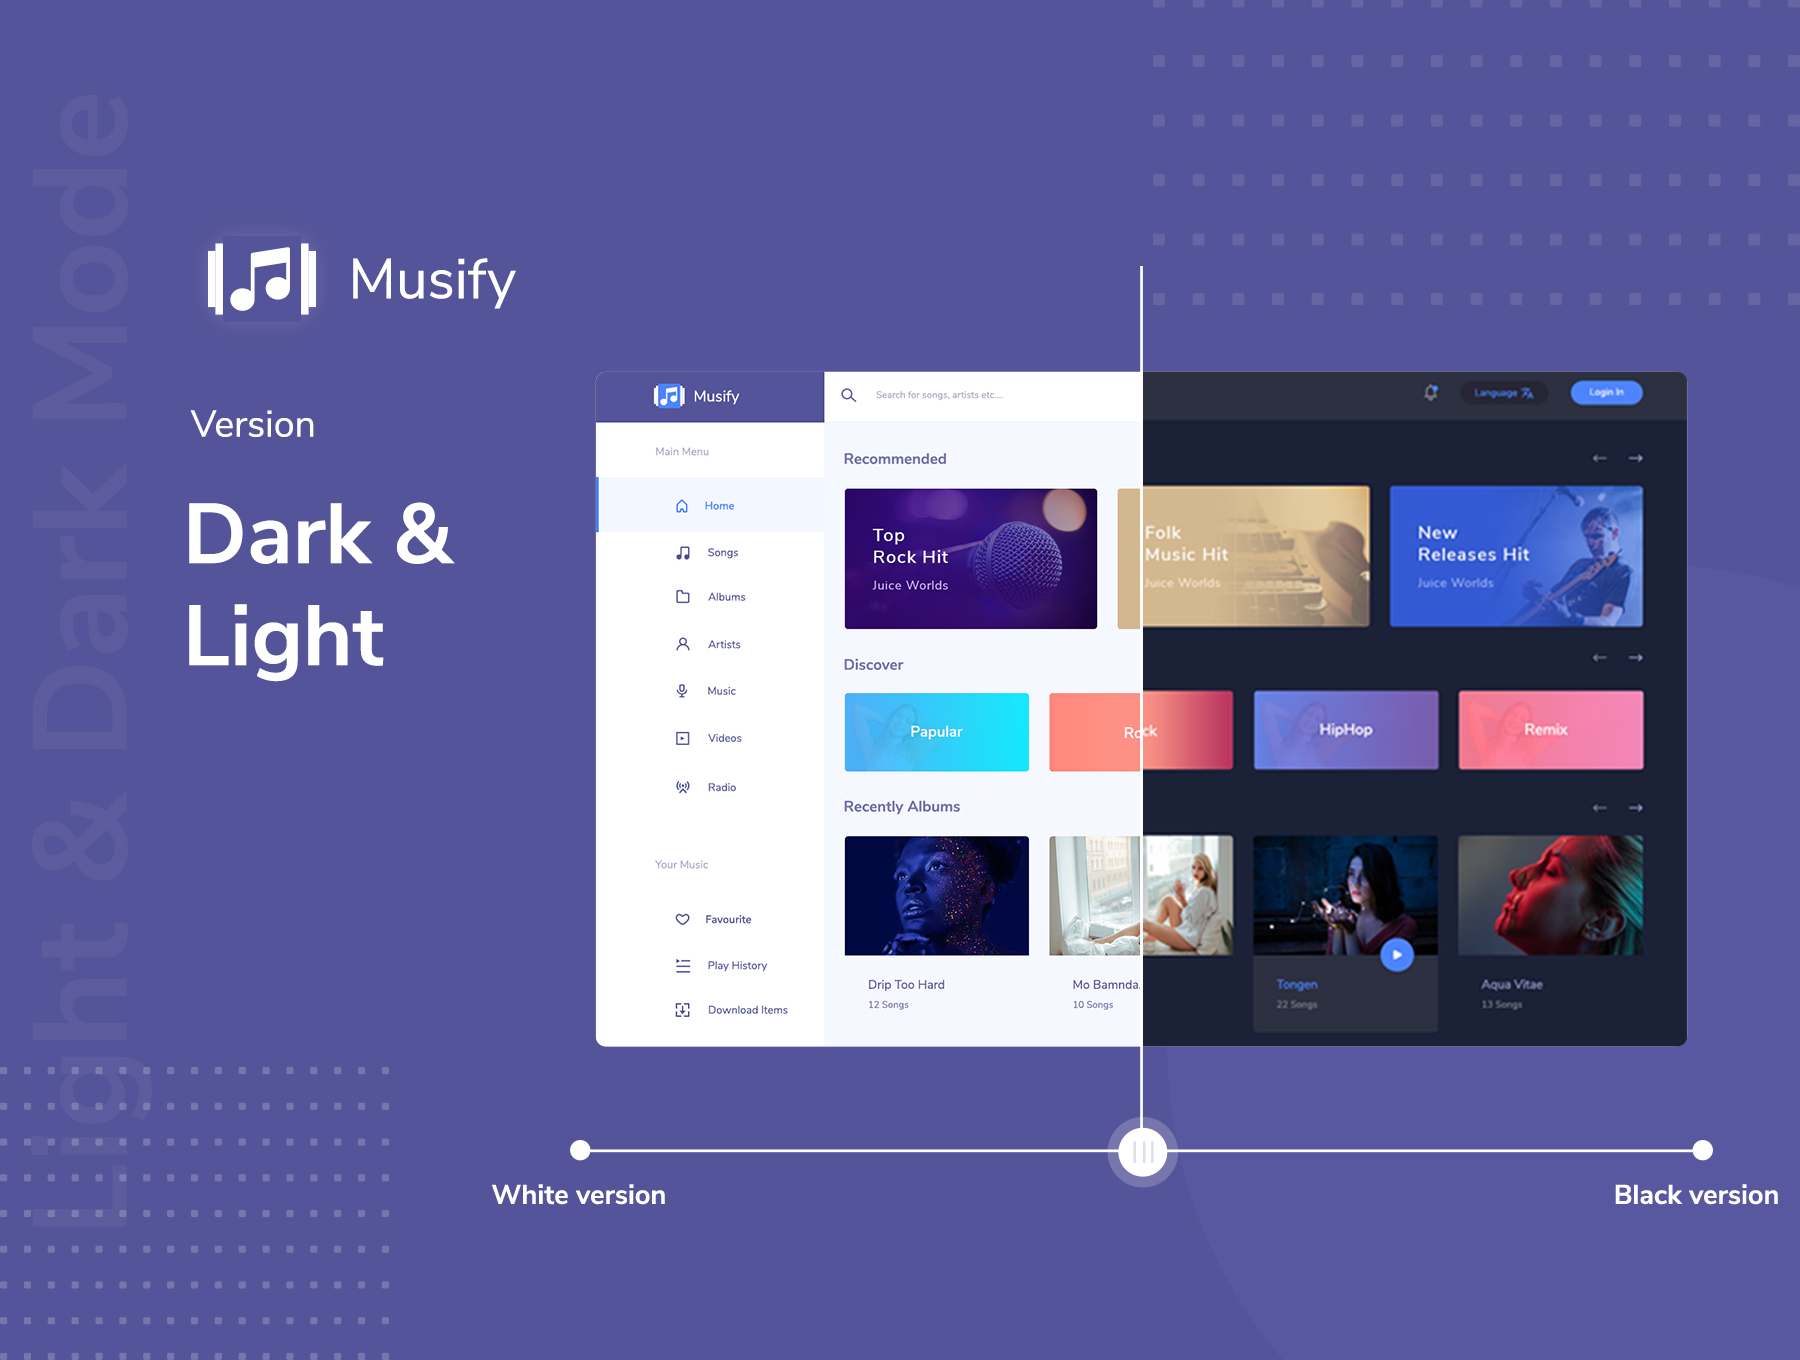 Light & Dark Mode
Musify
Version
Dark &
Light
Musify
Search for songs, artists etc....
Language
Login In
Main Menu
Home
Songs
Albums
Artists
Music
Videos
Radio
Your Music
Favourite
Play History
Download Items
Recommended
Top
Rock Hit
Juice Worlds
Folk
Music Hit
Juice Worlds
New
Releases Hit
Juice Worlds
Discover
Papular
Rock
HipHop
Remix
Recently Albums
Drip Too Hard
12 Songs
Mo Bamnda.
10 Songs
Tongen
22 Songs
Aqua Vitae
13 Songs
White version
Black version